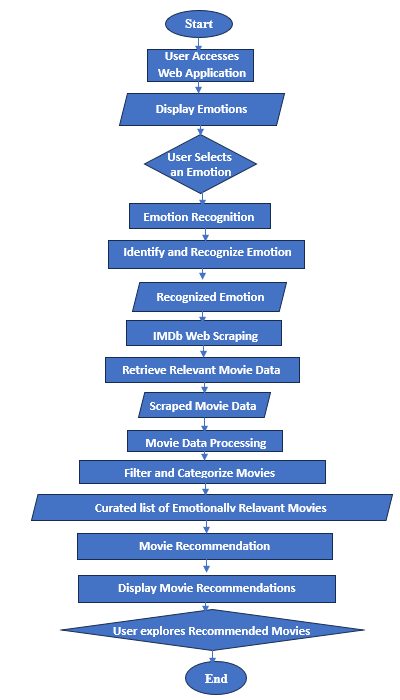 Start
User Accesses
Web Application
Display Emotions
User Selects
an Emotion
Emotion Recognition
Identify and Recognize Emotion
Recognized Emotion
IMDb Web Scraping
Retrieve Relevant Movie Data
Scraped Movie Data
Movie Data Processing
Filter and Categorize Movies
Curated list of Emotionally Relavant Movies
Movie Recommendation
Display Movie Recommendations
User explores Recommended Movies
End